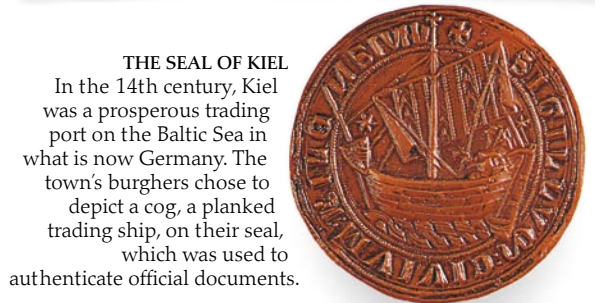 THE SEAL OF KIEL
In the 14th century, Kiel
was a prosperous trading
port on the Baltic Sea in
what is now Germany. The
town's burghers chose to
depict a cog, a planked
trading ship, on their seal,
which was used to
authenticate official documents.